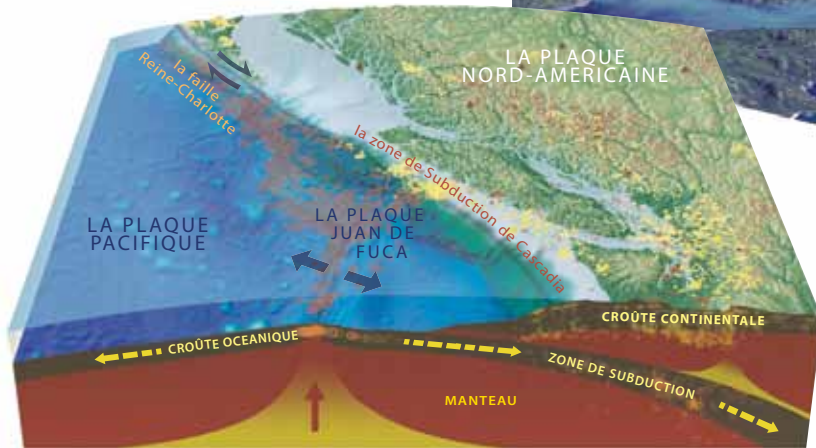 LA PLAQUE
NORD-AMERICAINE
la faille
Reine-Charlotte
la zone de Subduction de Cascadia
LA PLAQUE
PACIFIQUE
LA PLAQUE
JUAN DE
FUCA
CROÛTE CONTINENTALE
CROÛTE OCEANIQUE
ZONE DE SUBDUCTION
MANTEAU